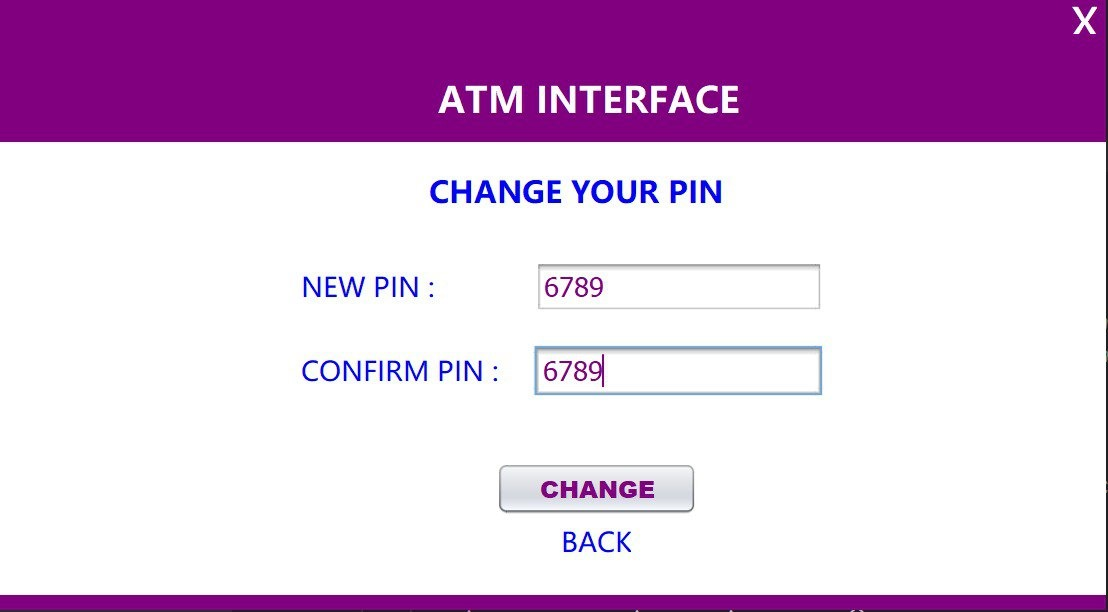 X
ATM INTERFACE
CHANGE YOUR PIN
NEW PIN : 6789
CONFIRM PIN : 6789
CHANGE
BACK